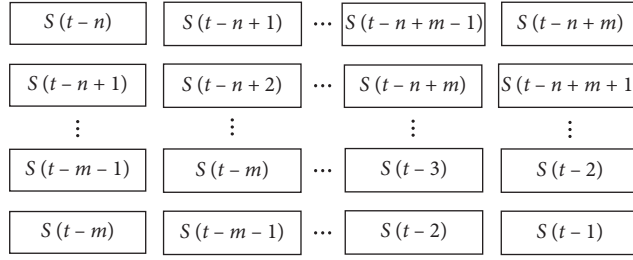 S (t – n) S (t – n + 1) ... S (t – n + m – 1) S (t – n + m)
S (t – n + 1) S (t – n + 2) ... S (t – n + m) S (t – n + m + 1)
⋮ ⋮ ⋮ ⋮
S (t – m – 1) S (t – m) ... S (t – 3) S (t – 2)
S (t – m) S (t – m – 1) ... S (t – 2) S (t – 1)